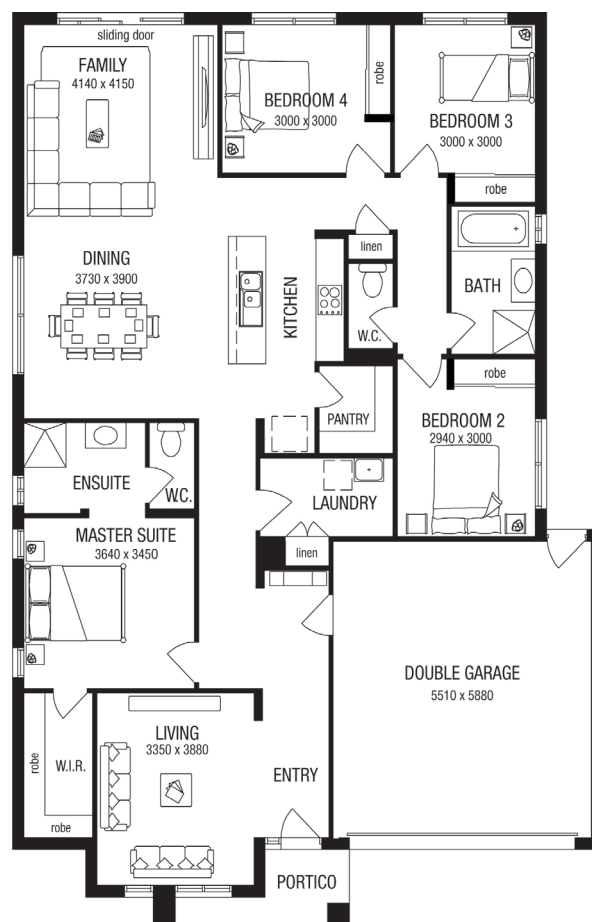 sliding door
FAMILY
4140 x 4150
BEDROOM 4
3000 x 3000
robe
BEDROOM 3
3000 x 3000
robe
linen
DINING
3730 x 3900
KITCHEN
W.C.
BATH
robe
PANTRY
BEDROOM 2
2940 x 3000
ENSUITE
W.C.
LAUNDRY
linen
MASTER SUITE
3640 x 3450
DOUBLE GARAGE
5510 x 5880
robe
W.I.R.
robe
LIVING
3350 x 3880
ENTRY
PORTICO